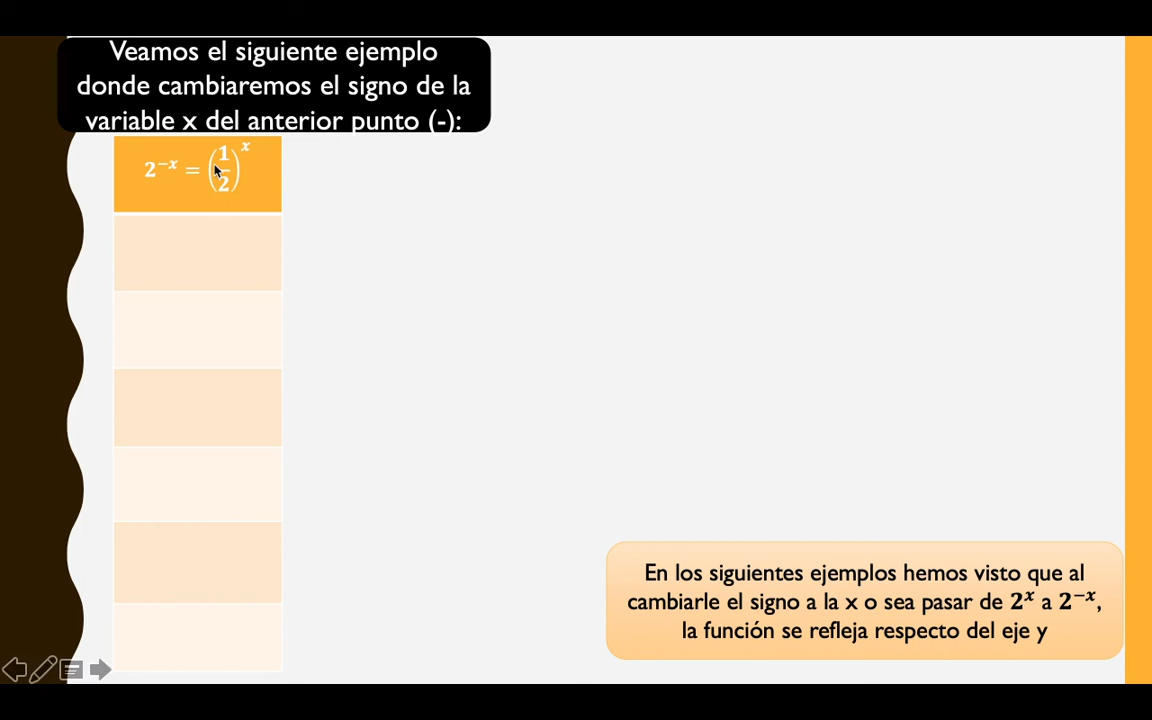 Veamos el siguiente ejemplo
donde cambiaremos el signo de la
variable x del anterior punto (-):
2⁻ˣ = (1/2)ˣ
En los siguientes ejemplos hemos visto que al
cambiarle el signo a la x o sea pasar de 2ˣ a 2⁻ˣ,
la función se refleja respecto del eje y